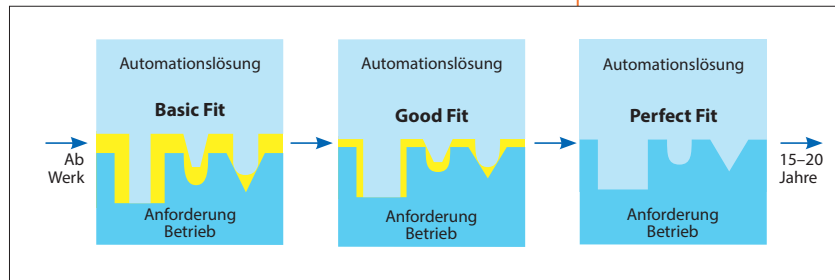 Automationslösung
Basic Fit
Anforderung
Betrieb
Automationslösung
Good Fit
Anforderung
Betrieb
Automationslösung
Perfect Fit
Anforderung
Betrieb
Ab
Werk
15–20
Jahre